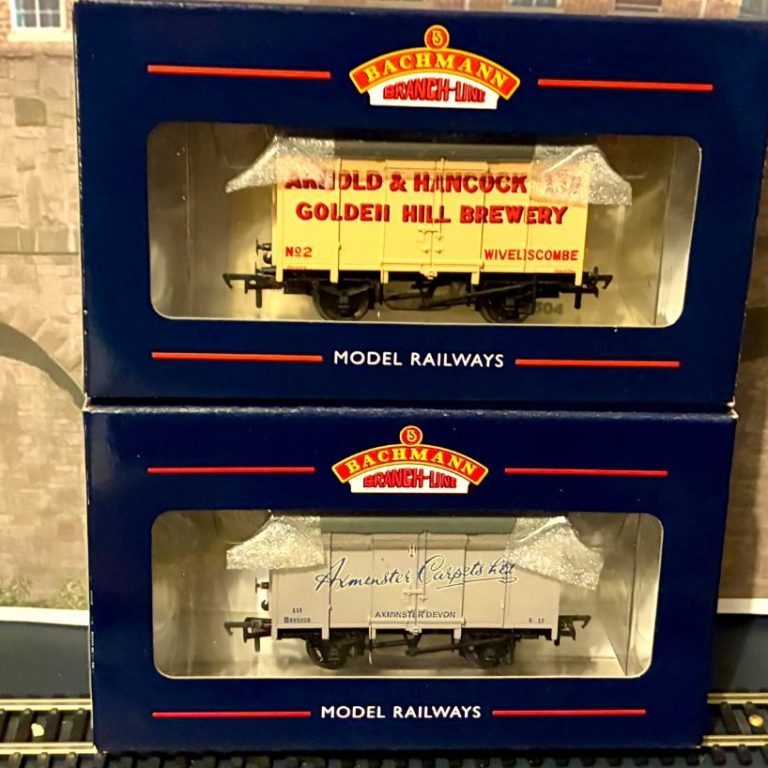 BACHMANN
BRANCH-LINE
ARNOLD & HANCOCK LTD
GOLDEN HILL BREWERY
No2
WIVELISCOMBE
MODEL RAILWAYS
BACHMANN
BRANCH-LINE
Axminster Carpets Ltd
AXMINSTER DEVON
MODEL RAILWAYS